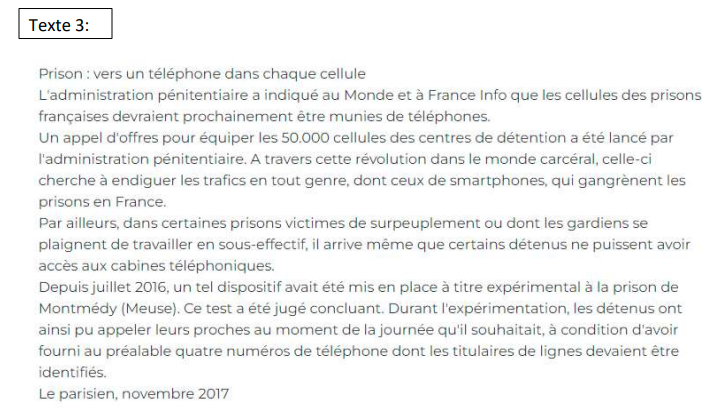 Texte 3:
Prison : vers un téléphone dans chaque cellule
L'administration pénitentiaire a indiqué au Monde et à France Info que les cellules des prisons
françaises devraient prochainement être munies de téléphones.
Un appel d'offres pour équiper les 50.000 cellules des centres de détention a été lancé par
l'administration pénitentiaire. A travers cette révolution dans le monde carcéral, celle-ci
cherche à endiguer les trafics en tout genre, dont ceux de smartphones, qui gangrènent les
prisons en France.
Par ailleurs, dans certaines prisons victimes de surpeuplement ou dont les gardiens se
plaignent de travailler en sous-effectif, il arrive même que certains détenus ne puissent avoir
accès aux cabines téléphoniques.
Depuis juillet 2016, un tel dispositif avait été mis en place à titre expérimental à la prison de
Montmédy (Meuse). Ce test a été jugé concluant. Durant l'expérimentation, les détenus ont
ainsi pu appeler leurs proches au moment de la journée qu'il souhaitait, à condition d'avoir
fourni au préalable quatre numéros de téléphone dont les titulaires de lignes devaient être
identifiés.
Le parisien, novembre 2017